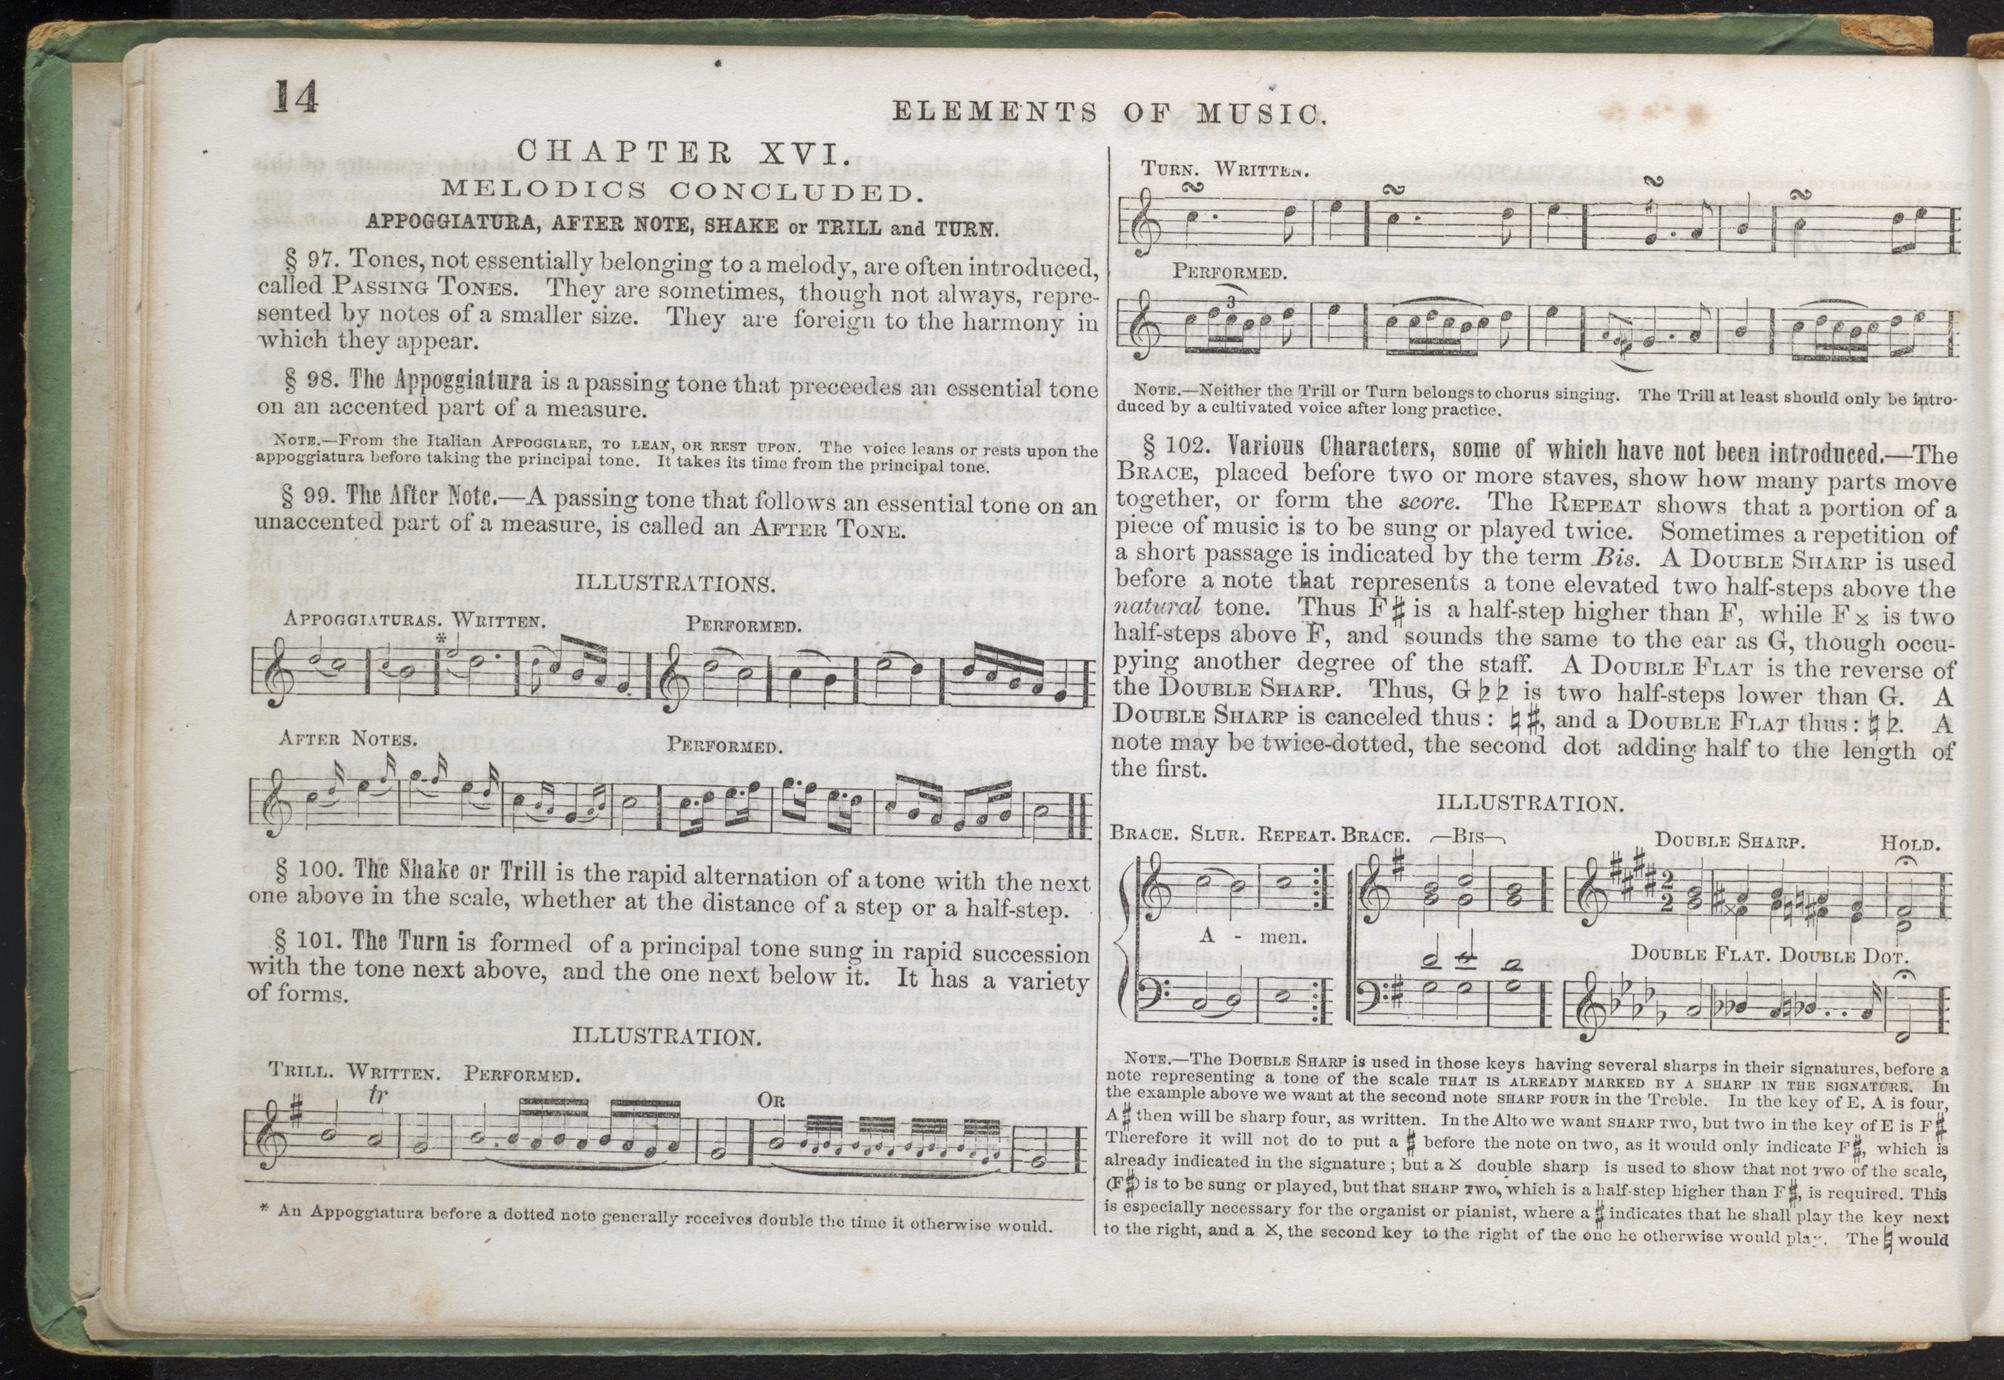 14
ELEMENTS OF MUSIC.
CHAPTER XVI.
MELODICS CONCLUDED.
APPOGGIATURA, AFTER NOTE, SHAKE or TRILL and TURN.
§ 97. Tones, not essentially belonging to a melody, are often introduced,
called PASSING TONES. They are sometimes, though not always, repre-
sented by notes of a smaller size. They are foreign to the harmony in
which they appear.
§ 98. The Appoggiatura is a passing tone that preceedes an essential tone
on an accented part of a measure.
NOTE.—From the Italian APPOGGIARE, TO LEAN, OR REST UPON. The voice leans or rests upon the
appoggiatura before taking the principal tone. It takes its time from the principal tone.
§ 99. The After Note.—A passing tone that follows an essential tone on an
unaccented part of a measure, is called an AFTER TONE.
ILLUSTRATIONS.
APPOGGIATURAS. WRITTEN. PERFORMED.
*
AFTER NOTES. PERFORMED.
§ 100. The Shake or Trill is the rapid alternation of a tone with the next
one above in the scale, whether at the distance of a step or a half-step.
§ 101. The Turn is formed of a principal tone sung in rapid succession
with the tone next above, and the one next below it. It has a variety
of forms.
ILLUSTRATION.
TRILL. WRITTEN. PERFORMED.
tr
OR
* An Appoggiatura before a dotted note generally receives double the time it otherwise would.
TURN. WRITTEN.
PERFORMED.
3
NOTE.—Neither the Trill or Turn belongs to chorus singing. The Trill at least should only be intro-
duced by a cultivated voice after long practice.
§ 102. Various Characters, some of which have not been introduced.—The
BRACE, placed before two or more staves, show how many parts move
together, or form the score. The REPEAT shows that a portion of a
piece of music is to be sung or played twice. Sometimes a repetition of
a short passage is indicated by the term Bis. A DOUBLE SHARP is used
before a note that represents a tone elevated two half-steps above the
natural tone. Thus F♯ is a half-step higher than F, while F × is two
half-steps above F, and sounds the same to the ear as G, though occu-
pying another degree of the staff. A DOUBLE FLAT is the reverse of
the DOUBLE SHARP. Thus, G♭♭ is two half-steps lower than G. A
DOUBLE SHARP is canceled thus: ♮♯, and a DOUBLE FLAT thus: ♮♭. A
note may be twice-dotted, the second dot adding half to the length of
the first.
ILLUSTRATION.
BRACE. SLUR. REPEAT. BRACE. BIS DOUBLE SHARP. HOLD.
2
2
A - men.
DOUBLE FLAT. DOUBLE DOT.
NOTE.—The DOUBLE SHARP is used in those keys having several sharps in their signatures, before a
note representing a tone of the scale THAT IS ALREADY MARKED BY A SHARP IN THE SIGNATURE. In
the example above we want at the second note SHARP FOUR in the Treble. In the key of E, A is four,
A♯ then will be sharp four, as written. In the Alto we want SHARP TWO, but two in the key of E is F♯.
Therefore it will not do to put a ♯ before the note on two, as it would only indicate F♯, which is
already indicated in the signature; but a × double sharp is used to show that not TWO of the scale,
(F♯) is to be sung or played, but that SHARP TWO, which is a half-step higher than F♯, is required. This
is especially necessary for the organist or pianist, where a ♯ indicates that he shall play the key next
to the right, and a ×, the second key to the right of the one he otherwise would play. The ♮ would